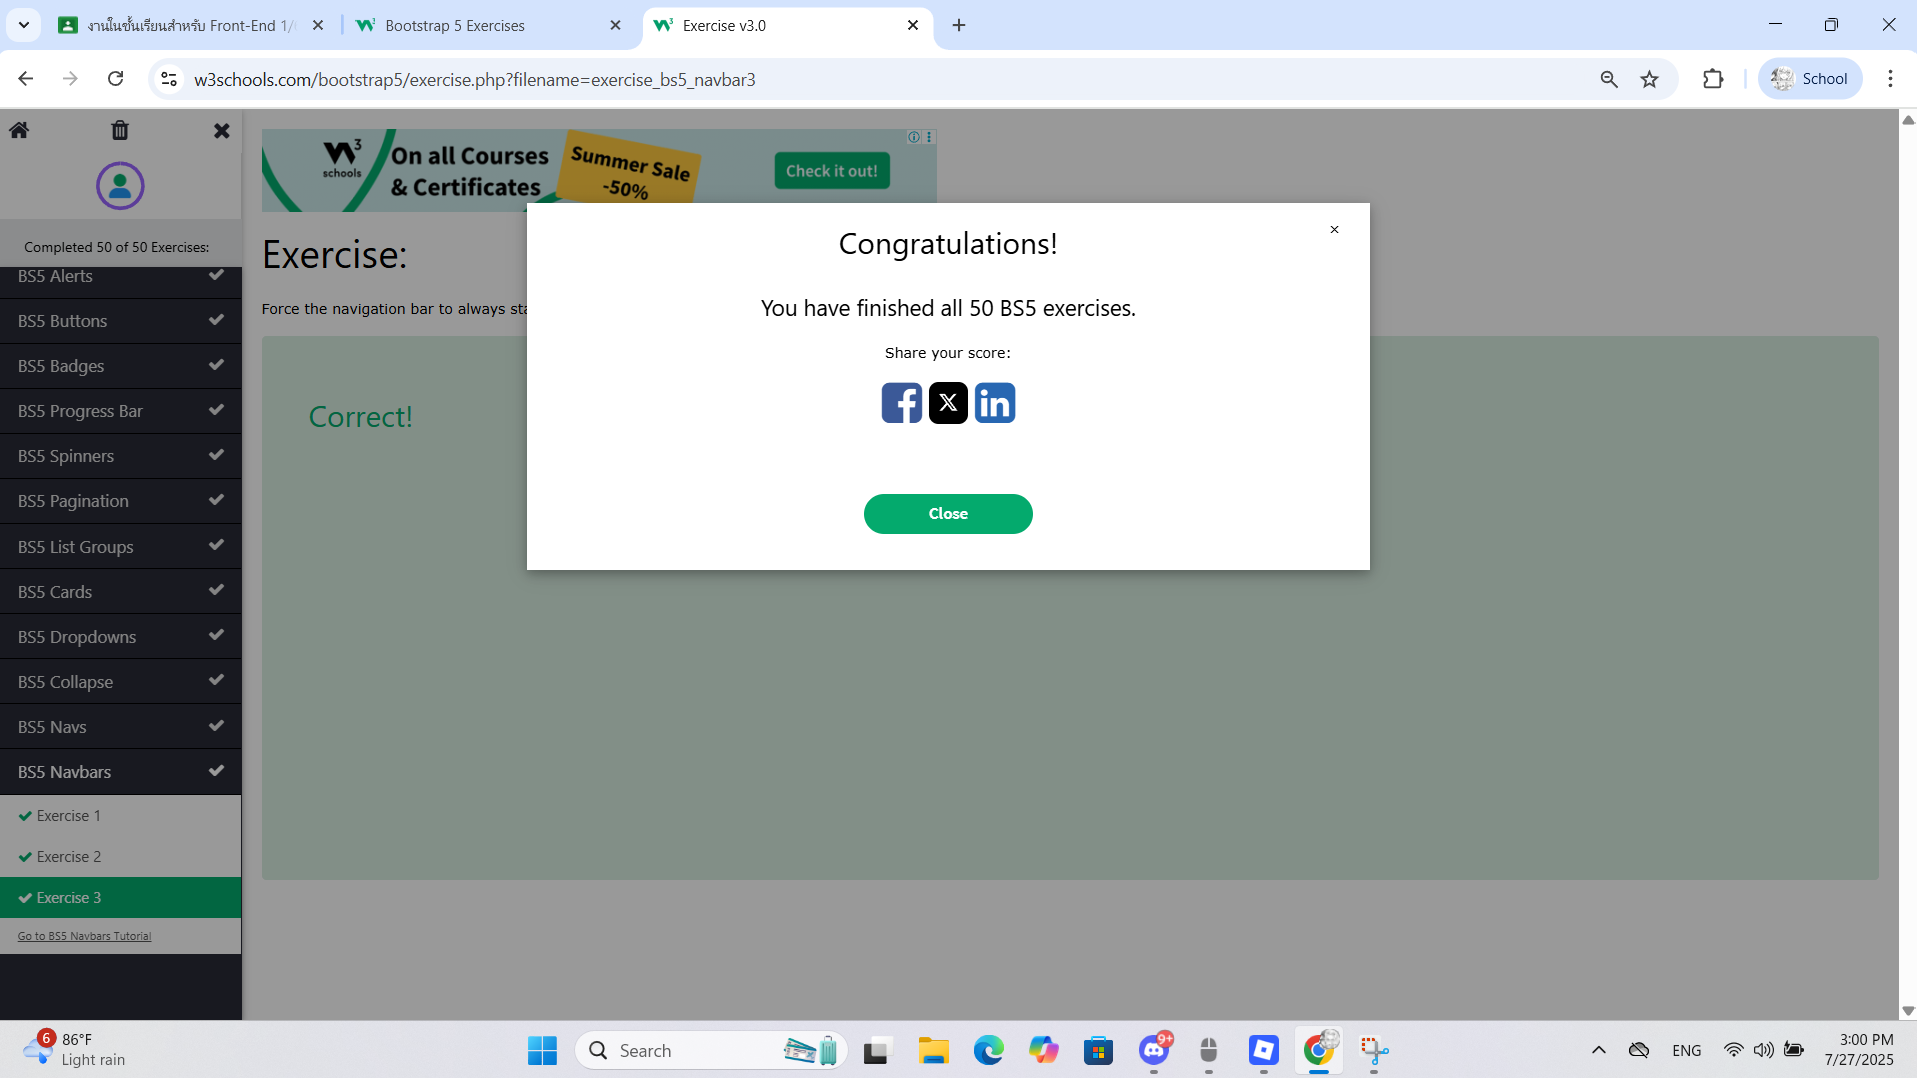 งานในชั้นเรียนสำหรับ Front-End 1/
Bootstrap 5 Exercises
Exercise v3.0
w3schools.com/bootstrap5/exercise.php?filename=exercise_bs5_navbar3
School
Completed 50 of 50 Exercises:
BS5 Alerts
BS5 Buttons
BS5 Badges
BS5 Progress Bar
BS5 Spinners
BS5 Pagination
BS5 List Groups
BS5 Cards
BS5 Dropdowns
BS5 Collapse
BS5 Navs
BS5 Navbars
Exercise 1
Exercise 2
Exercise 3
Go to BS5 Navbars Tutorial
W3
schools
On all Courses
& Certificates
Summer Sale
-50%
Check it out!
Exercise:
Force the navigation bar to always
Correct!
Congratulations!
×
You have finished all 50 BS5 exercises.
Share your score:
Close
6
86°F
Light rain
Search
9+
ENG
3:00 PM
7/27/2025